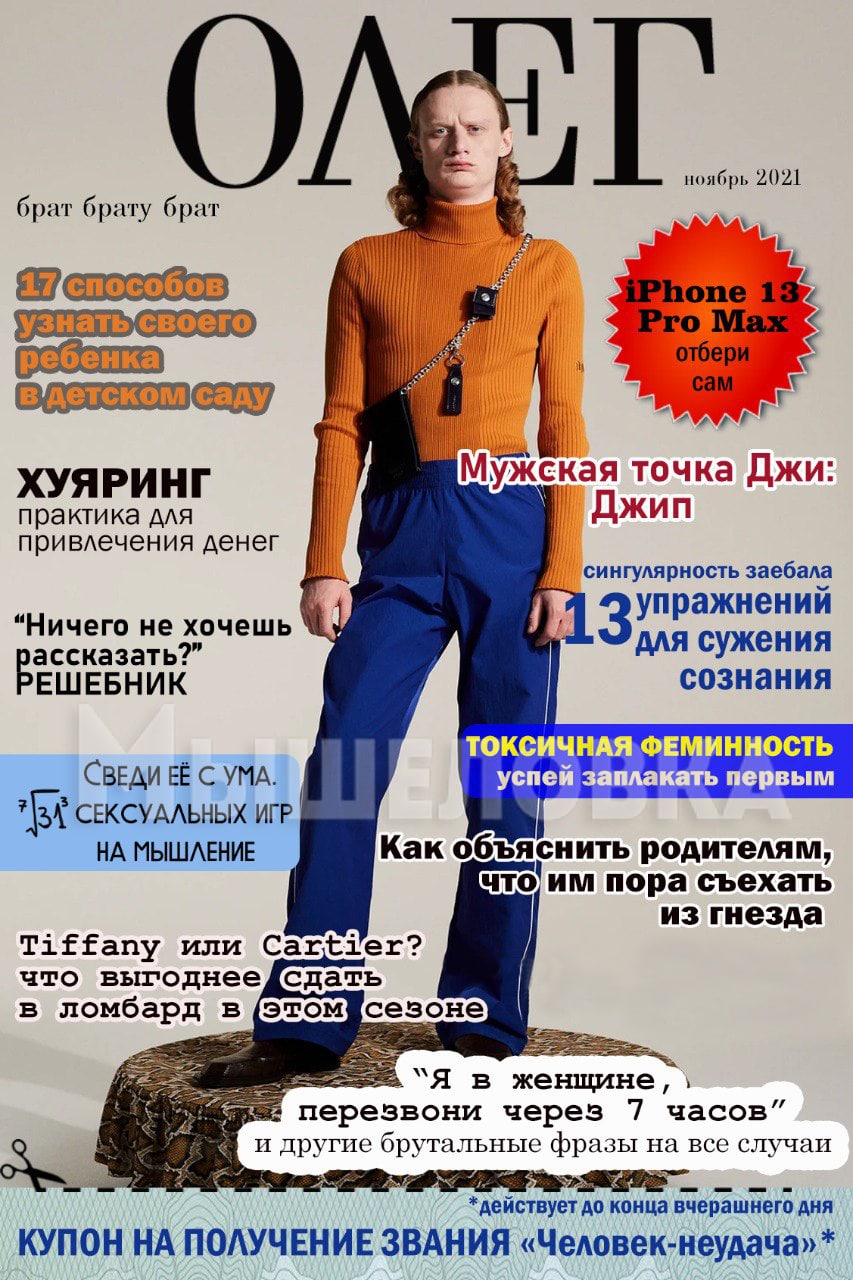 ОЛЕГ
ноябрь 2021
брат брату брат
17 способов
узнать своего
ребенка
в детском саду
iPhone 13
Pro Max
отбери
сам
ХУЯРИНГ
практика для
привлечения денег
Мужская точка Джи:
Джип
сингулярность заебала
13 упражнений
для сужения
сознания
“Ничего не хочешь
рассказать?”
РЕШЕБНИК
Мышеловка
ТОКСИЧНАЯ ФЕМИННОСТЬ
успей заплакать первым
Сведи её с ума.
⁷√31³ сексуальных игр
на мышление
Как объяснить родителям,
что им пора съехать
из гнезда
Tiffany или Cartier?
что выгоднее сдать
в ломбард в этом сезоне
“Я в женщине,
перезвони через 7 часов”
и другие брутальные фразы на все случаи
*действует до конца вчерашнего дня
КУПОН НА ПОЛУЧЕНИЕ ЗВАНИЯ «Человек-неудача»*